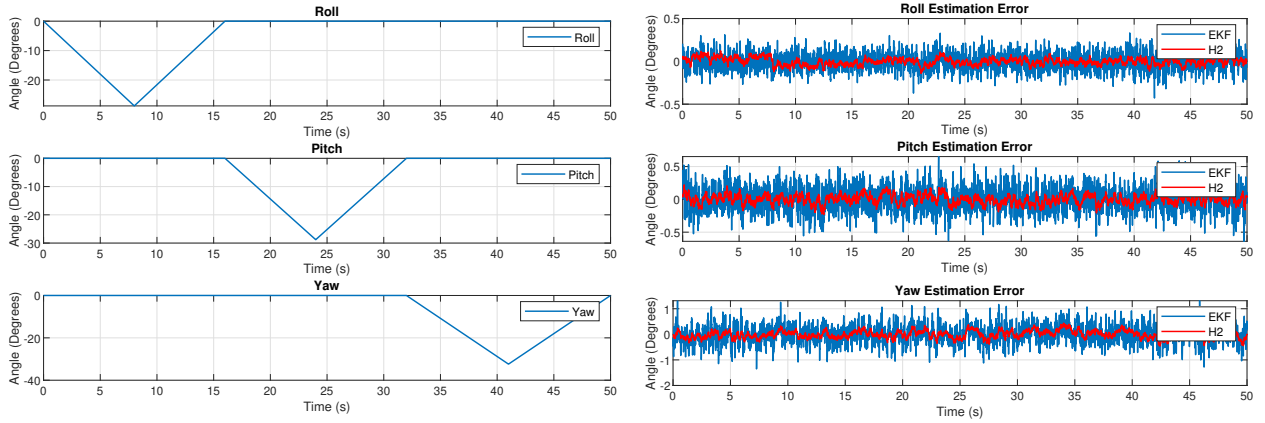 Roll
Angle (Degrees)
0
-10
-20
Roll
0 5 10 15 20 25 30 35 40 45 50
Time (s)
Pitch
Angle (Degrees)
0
-10
-20
-30
Pitch
0 5 10 15 20 25 30 35 40 45 50
Time (s)
Yaw
Angle (Degrees)
0
-20
-40
Yaw
0 5 10 15 20 25 30 35 40 45 50
Time (s)
Roll Estimation Error
Angle (Degrees)
0.5
0
-0.5
EKF
H2
0 5 10 15 20 25 30 35 40 45 50
Time (s)
Pitch Estimation Error
Angle (Degrees)
0.5
0
-0.5
EKF
H2
0 5 10 15 20 25 30 35 40 45 50
Time (s)
Yaw Estimation Error
Angle (Degrees)
1
0
-1
-2
EKF
H2
0 5 10 15 20 25 30 35 40 45 50
Time (s)